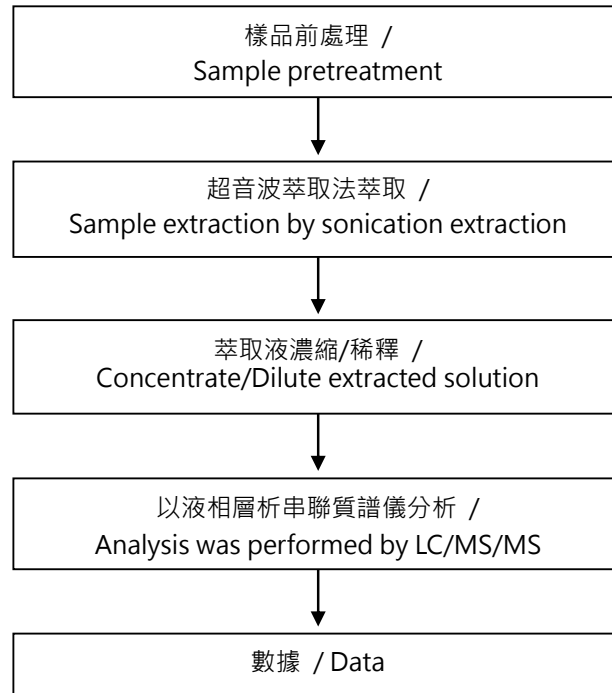 樣品前處理 /
Sample pretreatment
超音波萃取法萃取 /
Sample extraction by sonication extraction
萃取液濃縮/稀釋 /
Concentrate/Dilute extracted solution
以液相層析串聯質譜儀分析 /
Analysis was performed by LC/MS/MS
數據 / Data